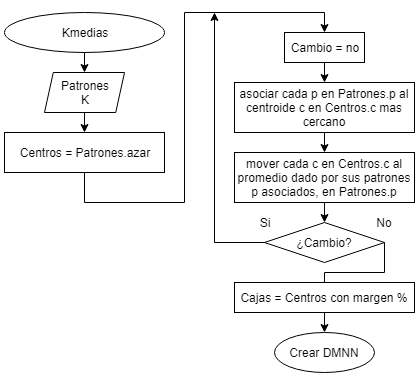 Kmedias
Patrones
K
Centros = Patrones.azar
Cambio = no
asociar cada p en Patrones.p al
centroide c en Centros.c mas
cercano
mover cada c en Centros.c al
promedio dado por sus patrones
p asociados, en Patrones.p
Si
No
¿Cambio?
Cajas = Centros con margen %
Crear DMNN